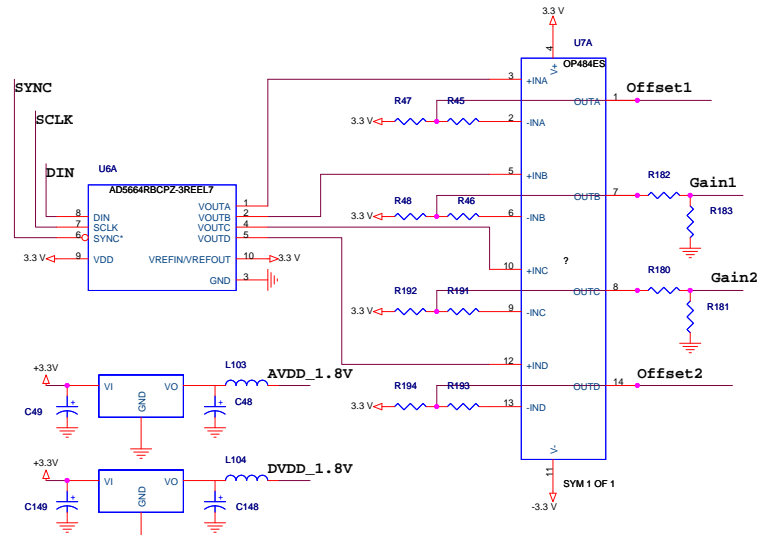 3.3 V
U7A
4
V+
OP484ES
SYNC
SCLK
DIN
U6A
AD5664RBCPZ-3REEL7
8
DIN
7
SCLK
6
SYNC*
3.3 V
9
VDD
VOUTA
1
VOUTB
2
VOUTC
4
VOUTD
5
VREFIN/VREFOUT
10
3.3 V
GND
3
R47
R45
3.3 V
3
+INA
2
-INA
OUTA
1
Offset1
R48
R46
3.3 V
5
+INB
6
-INB
OUTB
7
R182
Gain1
R183
?
R192
R191
3.3 V
10
+INC
9
-INC
OUTC
8
R180
Gain2
R181
R194
R193
3.3 V
12
+IND
13
-IND
OUTD
14
Offset2
V-
11
SYM 1 OF 1
-3.3 V
+3.3V
VI
VO
GND
C49
C48
L103
AVDD_1.8V
+3.3V
VI
VO
GND
C149
C148
L104
DVDD_1.8V